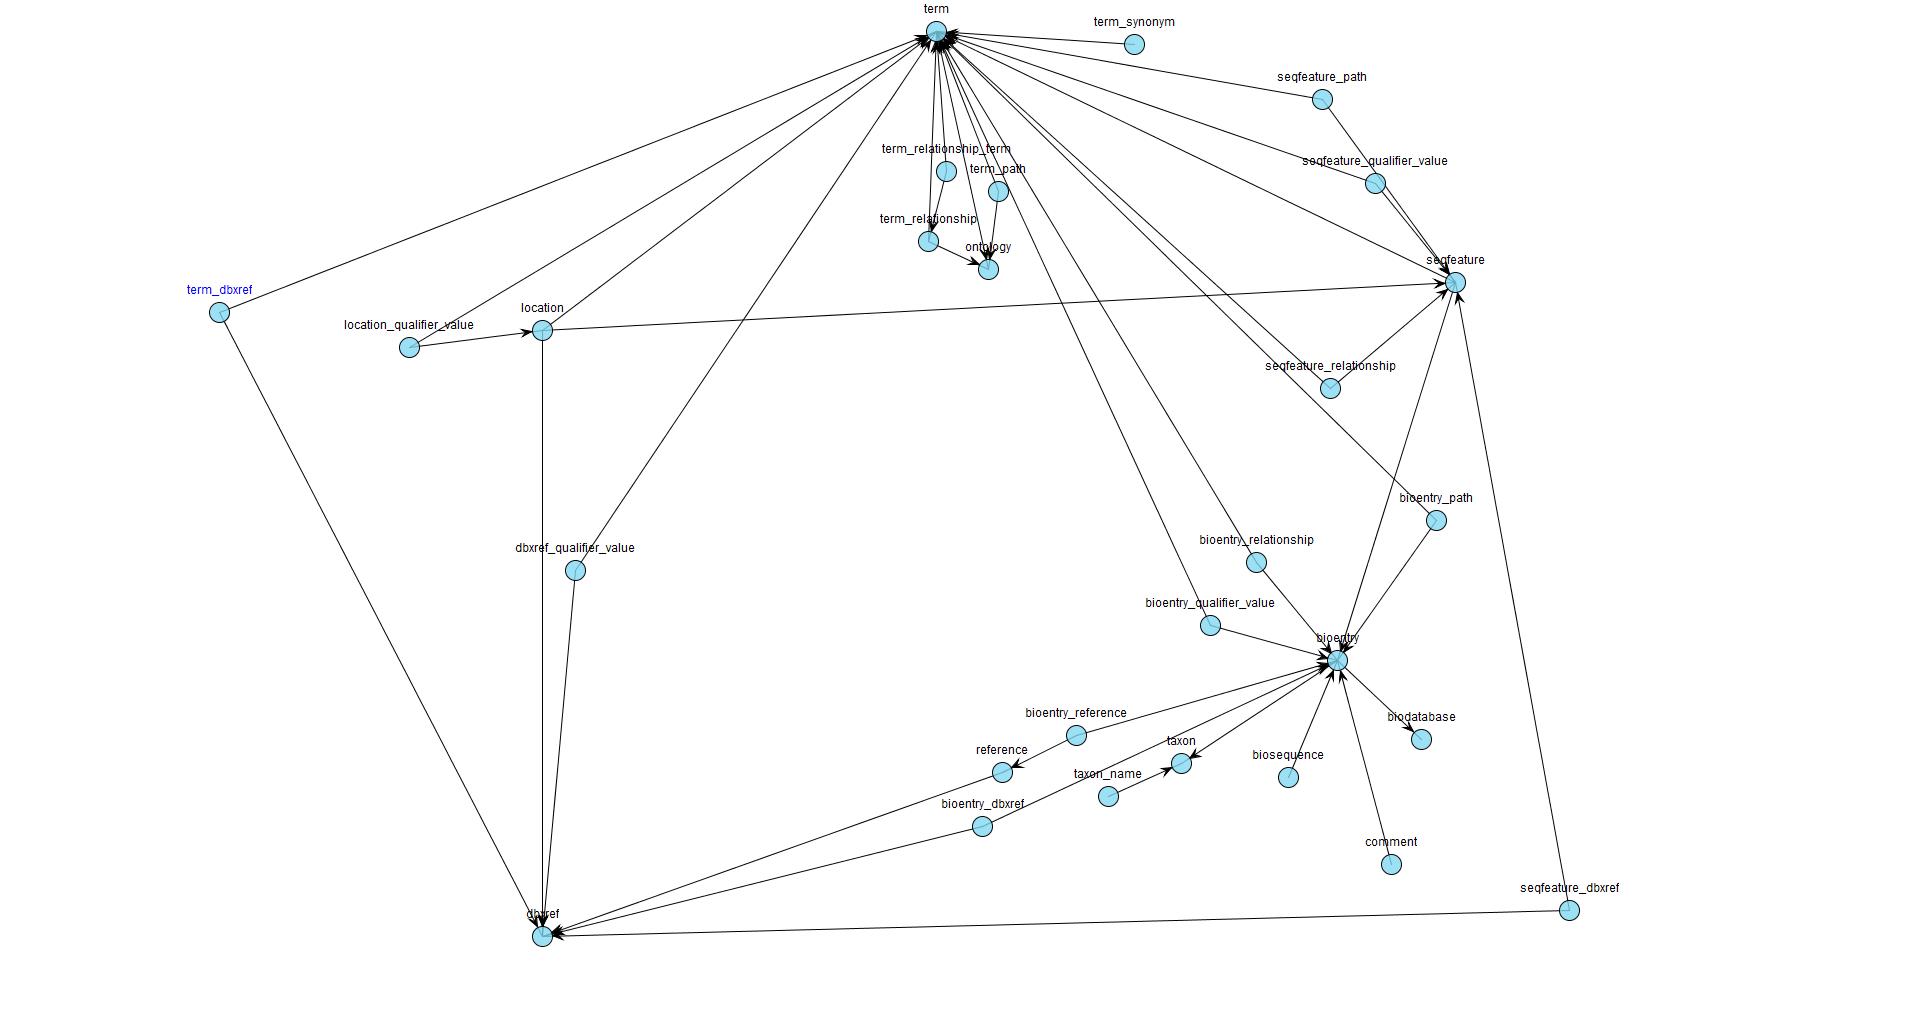 term
term_synonym
seqfeature_path
term_relationship_term
seqfeature_qualifier_value
term_path
term_relationship
ontology
seqfeature
term_dbxref
location
location_qualifier_value
seqfeature_relationship
bioentry_path
bioentry_relationship
dbxref_qualifier_value
bioentry_qualifier_value
bioentry
bioentry_reference
biodatabase
taxon
reference
biosequence
taxon_name
bioentry_dbxref
comment
seqfeature_dbxref
dbxref